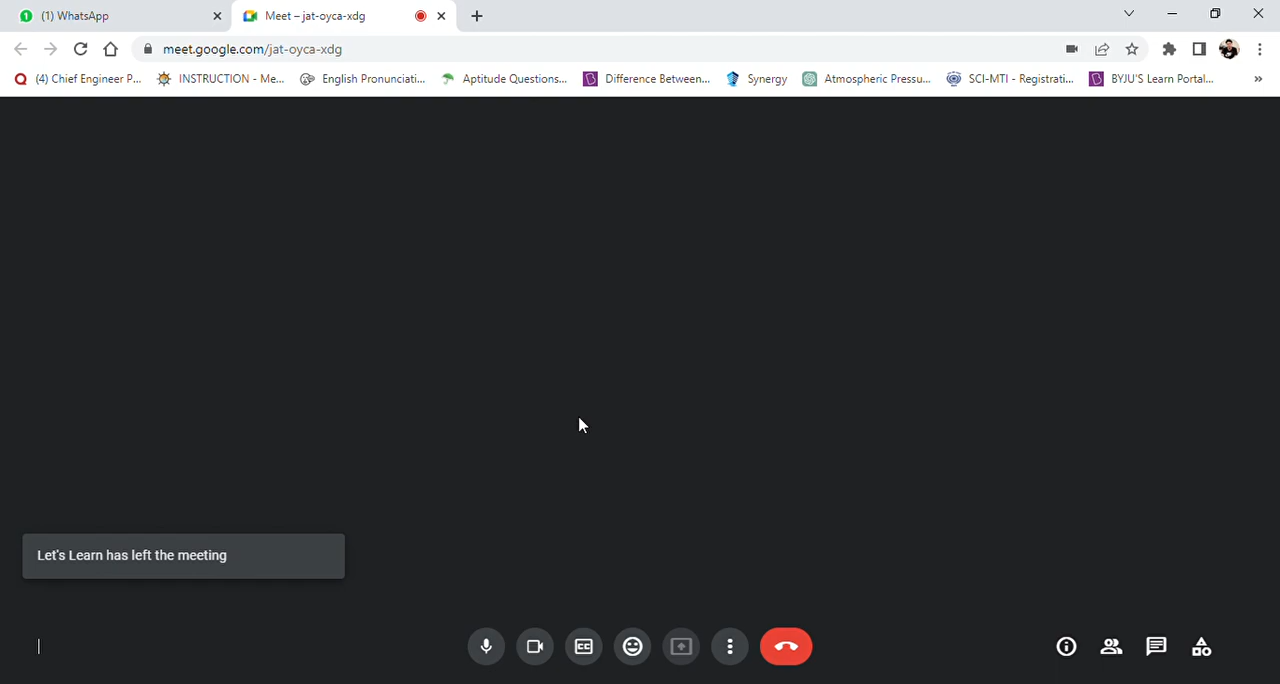 1 (1) WhatsApp
Meet – jat-oyca-xdg
meet.google.com/jat-oyca-xdg
(4) Chief Engineer P...
INSTRUCTION - Me...
English Pronunciati...
Aptitude Questions...
Difference Between...
Synergy
Atmospheric Pressu...
SCI-MTI - Registrati...
BYJU'S Learn Portal...
»
Let's Learn has left the meeting
CC